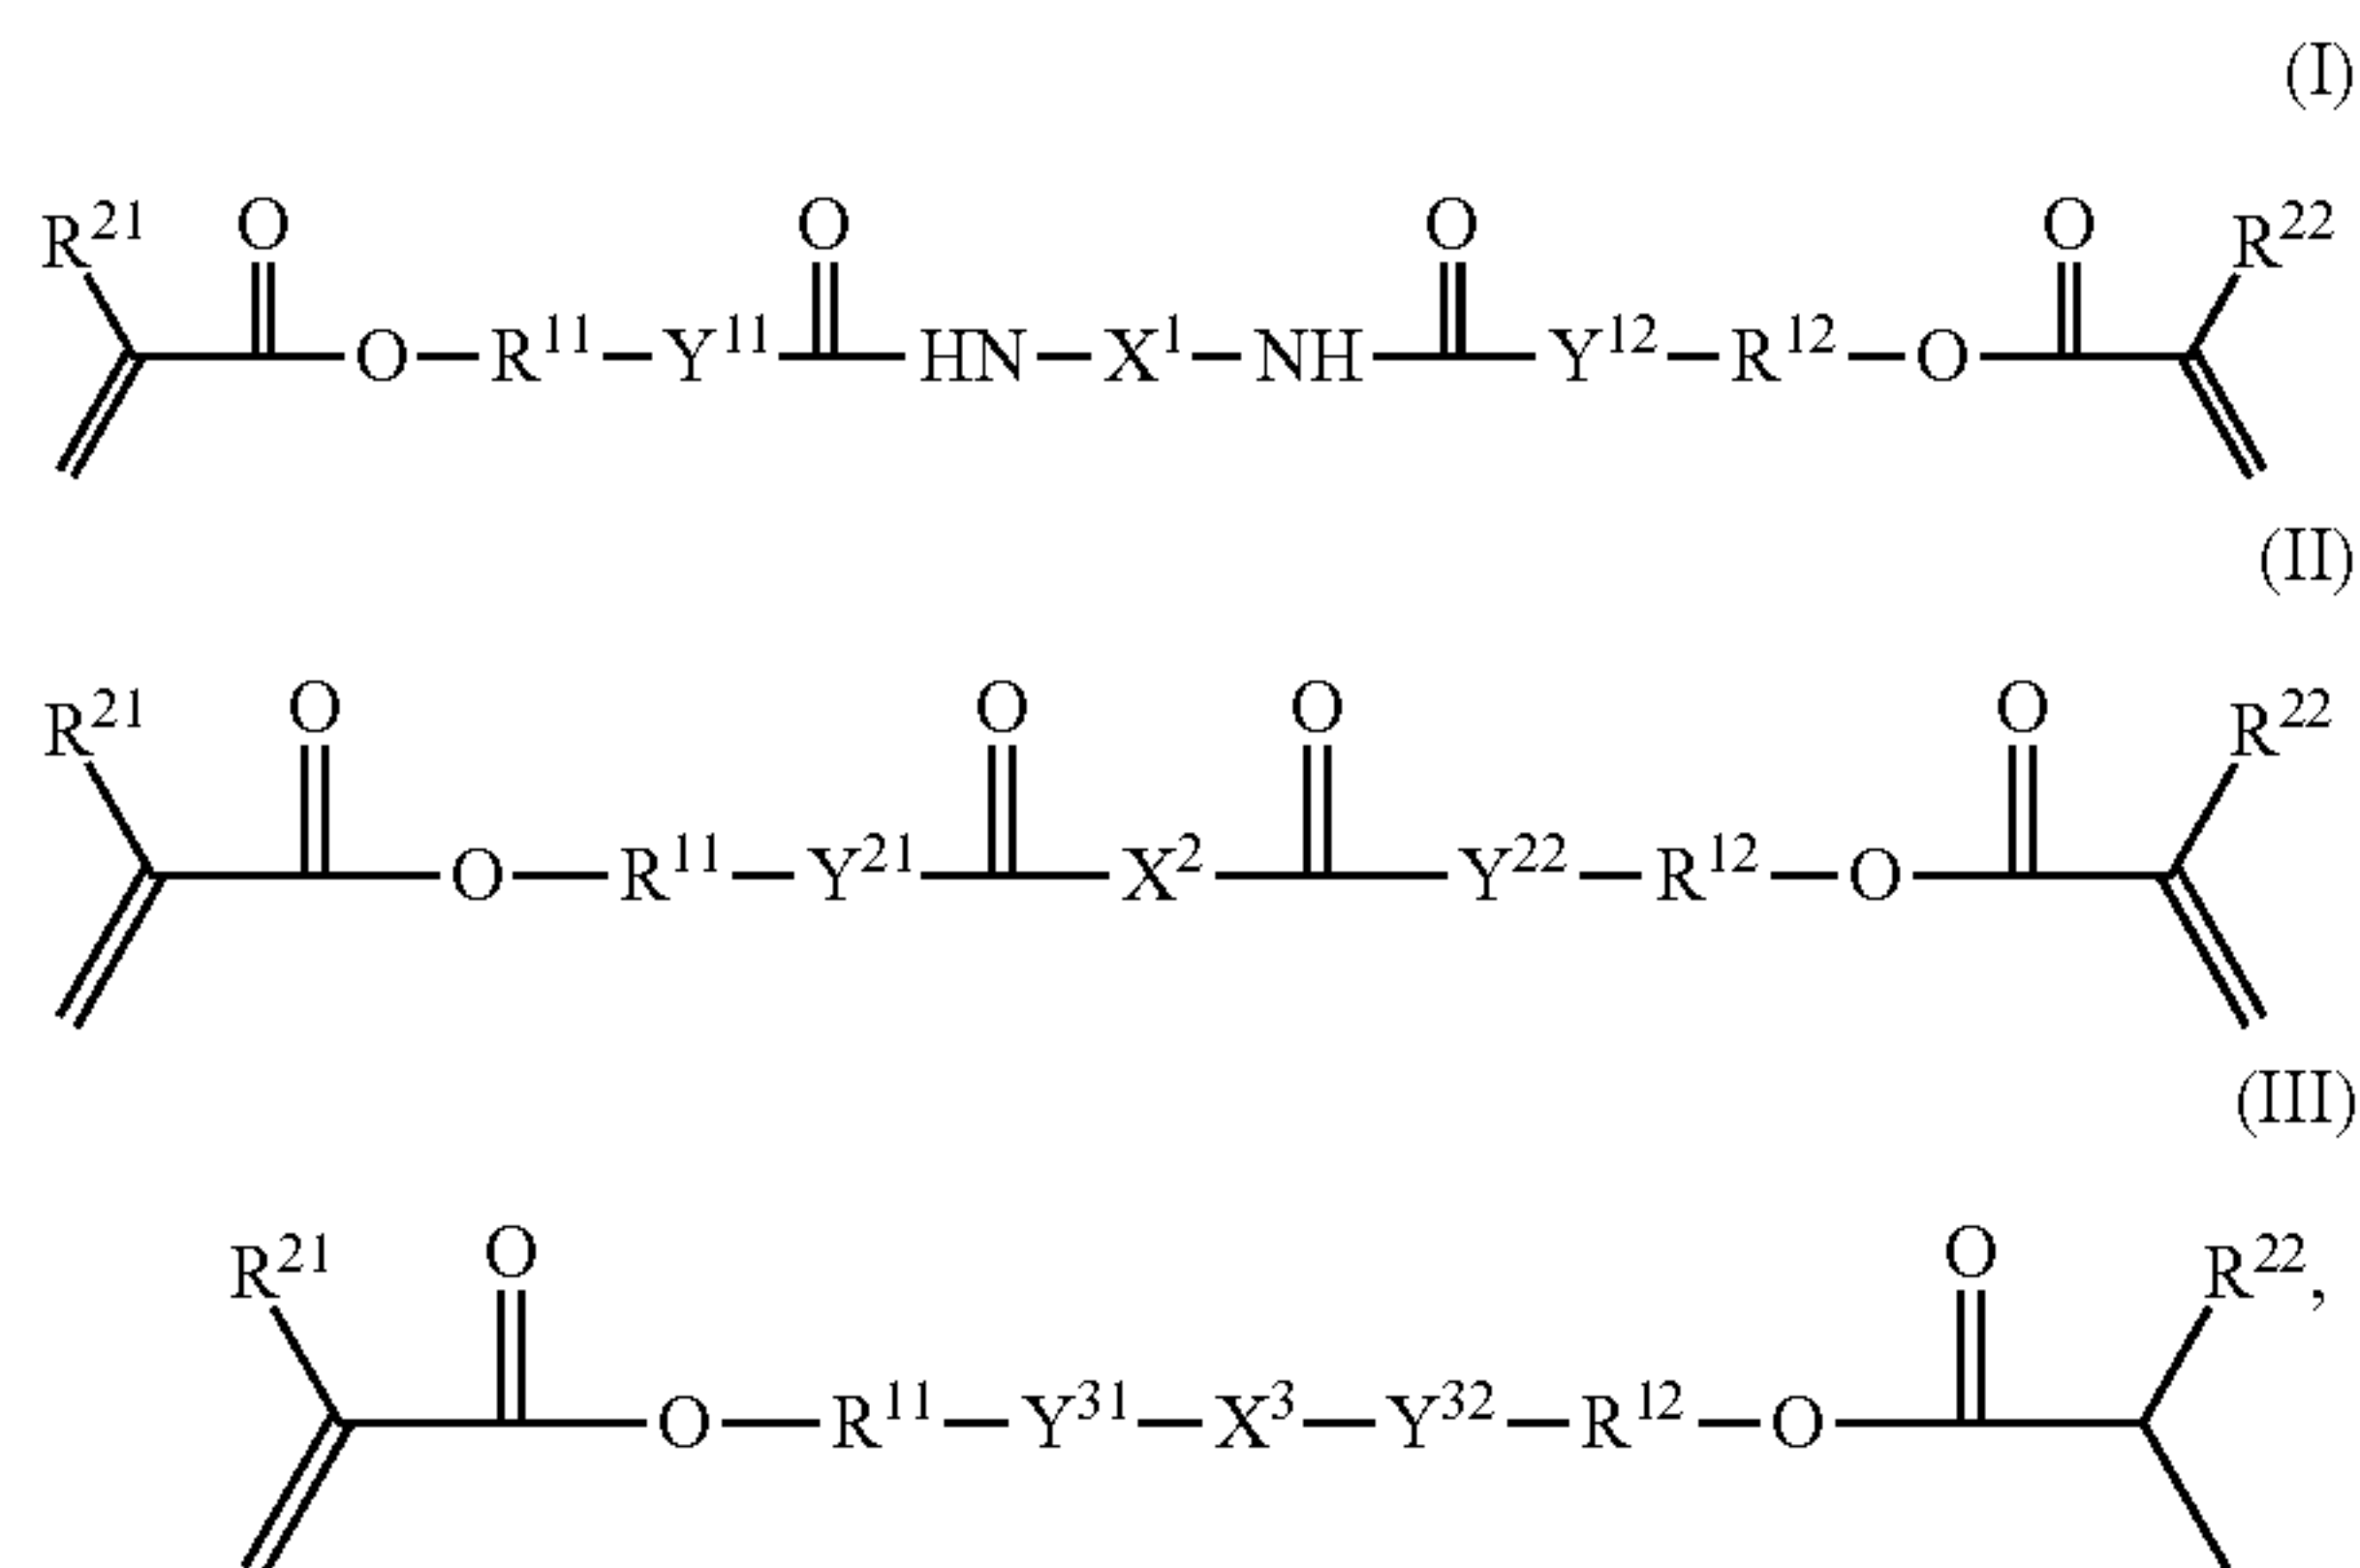 (I)
R²¹ O O O O R²²
O R¹¹ Y¹¹ HN X¹ NH Y¹² R¹² O
(II)
R²¹ O O O O R²²
O R¹¹ Y²¹ X² Y²² R¹² O
(III)
R²¹ O O R²²,
O R¹¹ Y³¹ X³ Y³² R¹² O